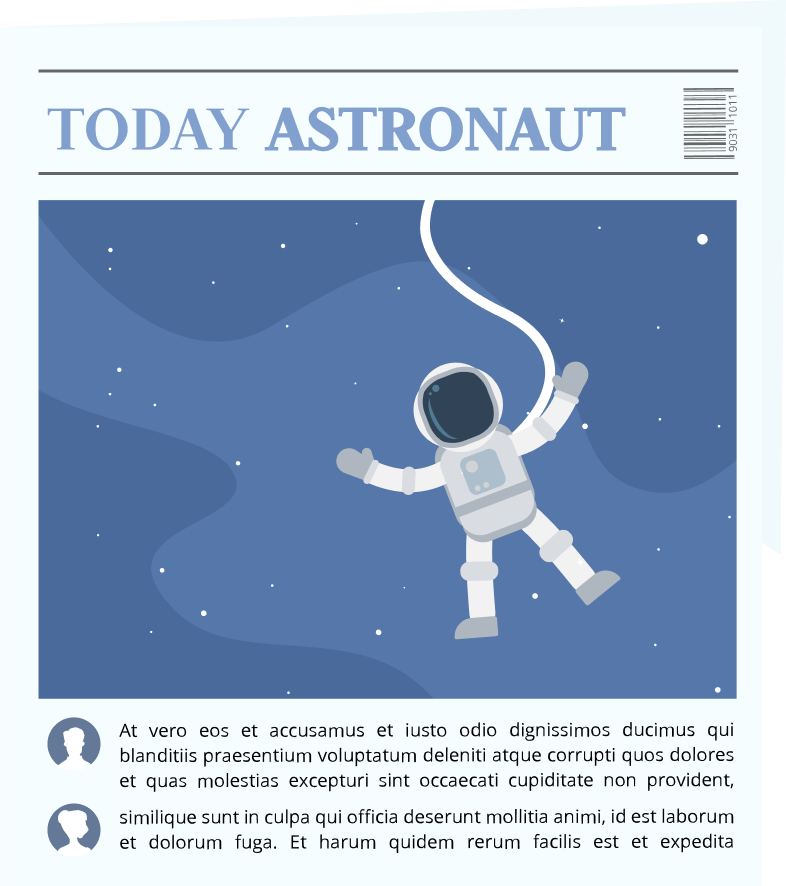 TODAY ASTRONAUT
9031 1011
At vero eos et accusamus et iusto odio dignissimos ducimus qui
blanditiis praesentium voluptatum deleniti atque corrupti quos dolores
et quas molestias excepturi sint occaecati cupiditate non provident,
similique sunt in culpa qui officia deserunt mollitia animi, id est laborum
et dolorum fuga. Et harum quidem rerum facilis est et expedita